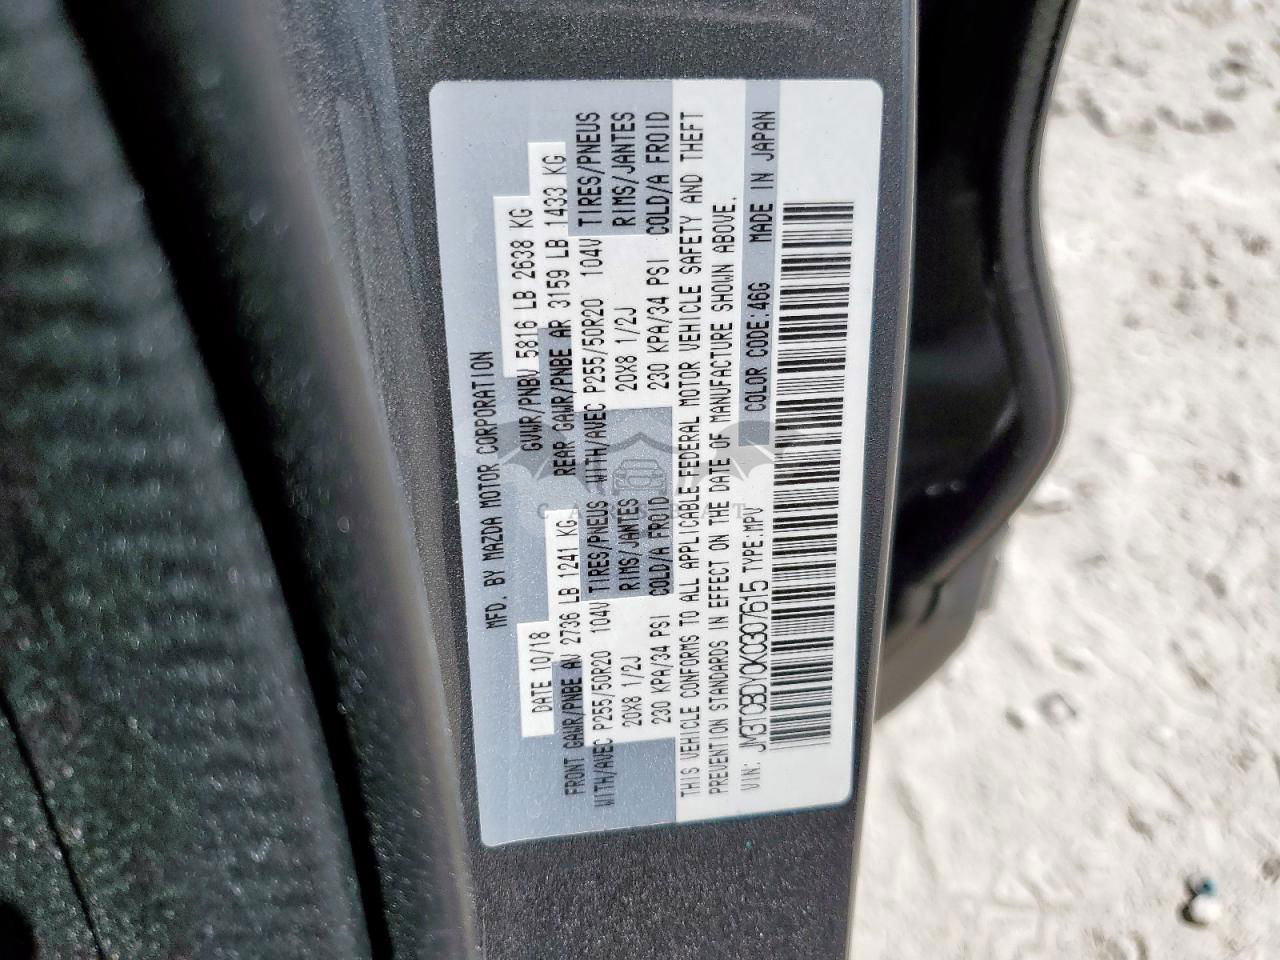 MFD. BY MAZDA MOTOR CORPORATION
DATE 10/18 GVWR/PNBV 5816 LB 2638 KG
FRONT GAWR/PNBE AV 2736 LB 1241 KG REAR GAWR/PNBE AR 3159 LB 1433 KG
WITH/AVEC P255/50R20 104V TIRES/PNEUS WITH/AVEC P255/50R20 104V TIRES/PNEUS
20X8 1/2J RIMS/JANTES 20X8 1/2J RIMS/JANTES
230 KPA/34 PSI COLD/A FROID 230 KPA/34 PSI COLD/A FROID
THIS VEHICLE CONFORMS TO ALL APPLICABLE FEDERAL MOTOR VEHICLE SAFETY AND THEFT
PREVENTION STANDARDS IN EFFECT ON THE DATE OF MANUFACTURE SHOWN ABOVE.
VIN: JM3TCBDY0K0307615 TYPE:MPV COLOR CODE:46G MADE IN JAPAN